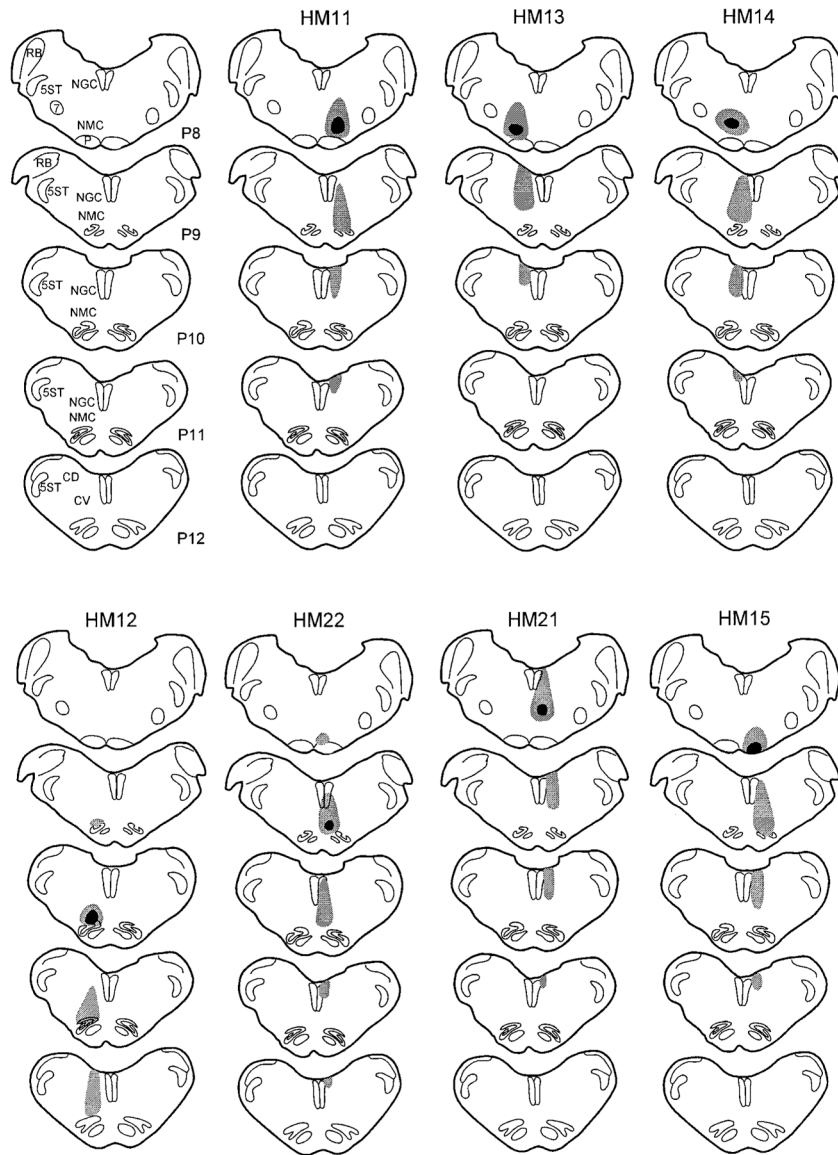 HM11 HM13 HM14
RB
5ST NGC
7
NMC
P P8
RB
5ST
NGC
NMC
P9
5ST
NGC
NMC
P10
5ST
NGC
NMC
P11
CD
5ST
CV
P12
HM12 HM22 HM21 HM15